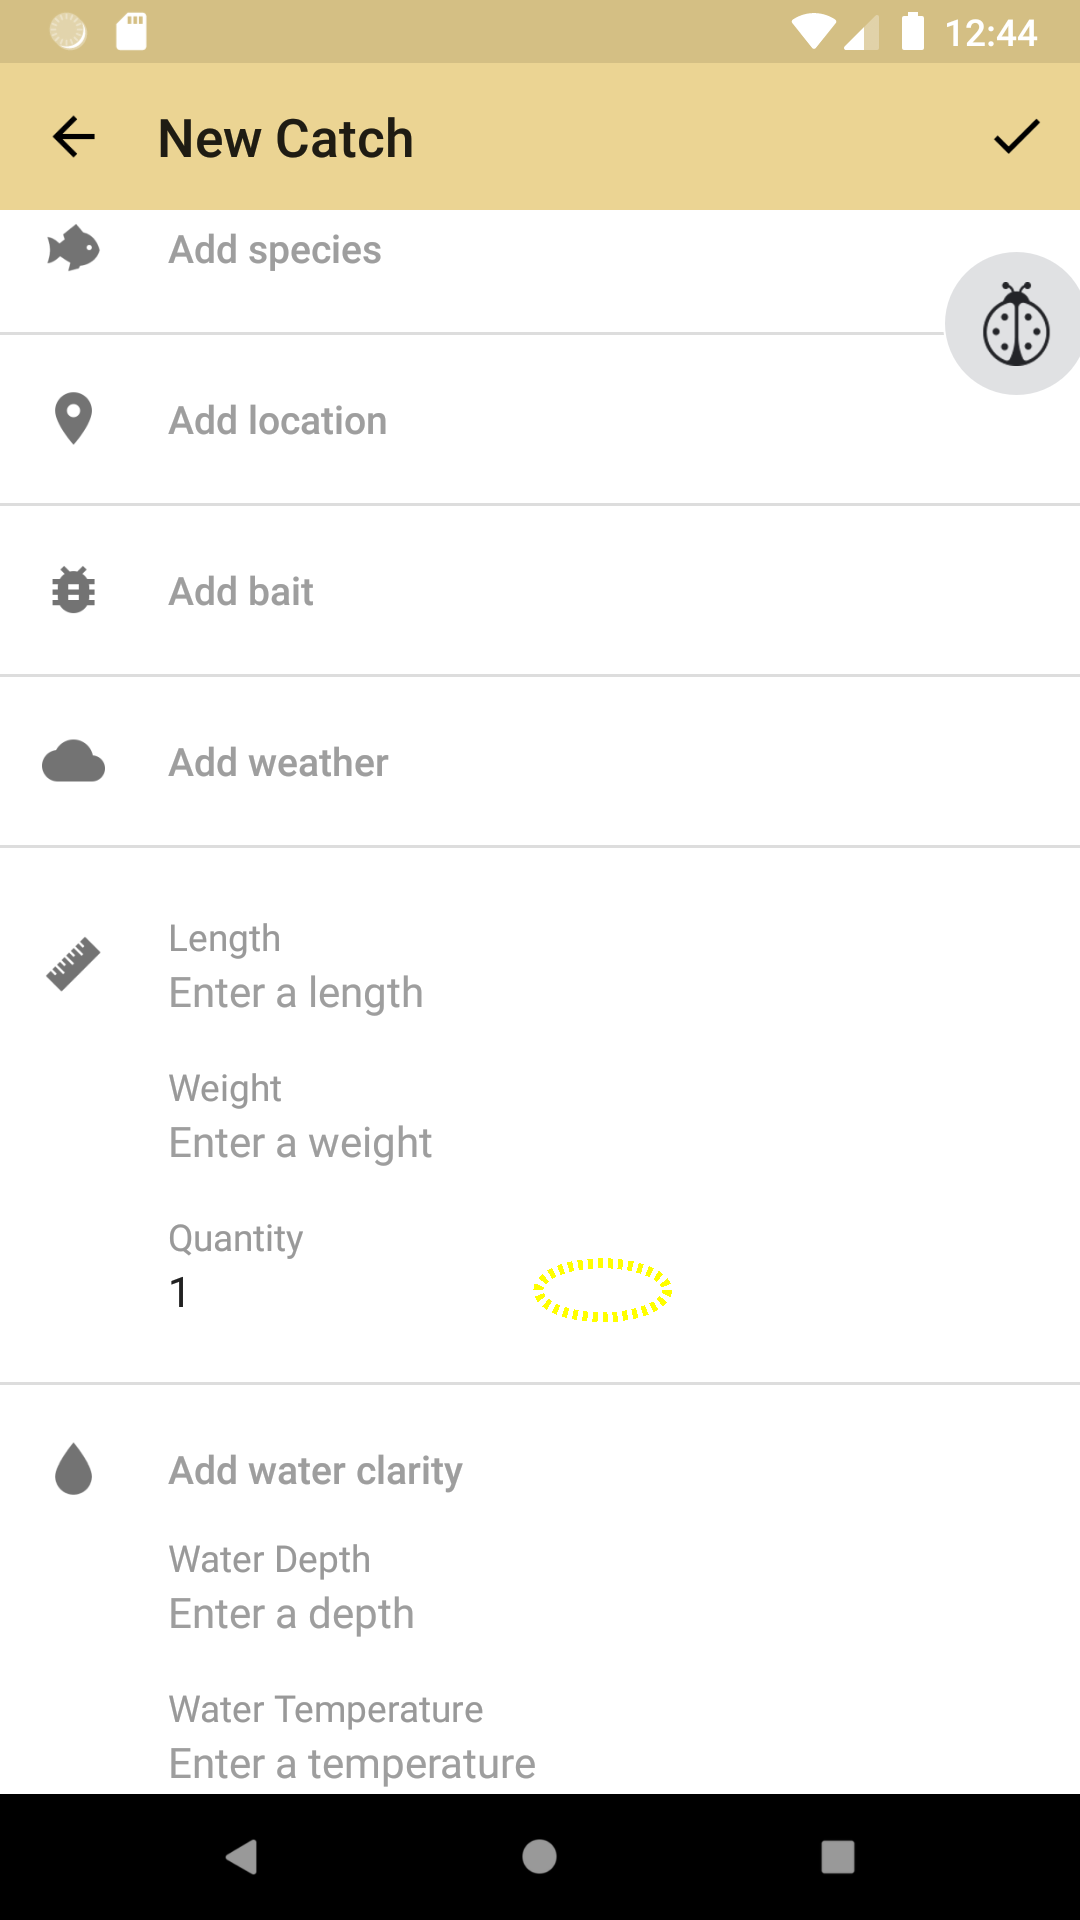 12:44
New Catch
Add species
Add location
Add bait
Add weather
Length
Enter a length
Weight
Enter a weight
Quantity
1
Add water clarity
Water Depth
Enter a depth
Water Temperature
Enter a temperature